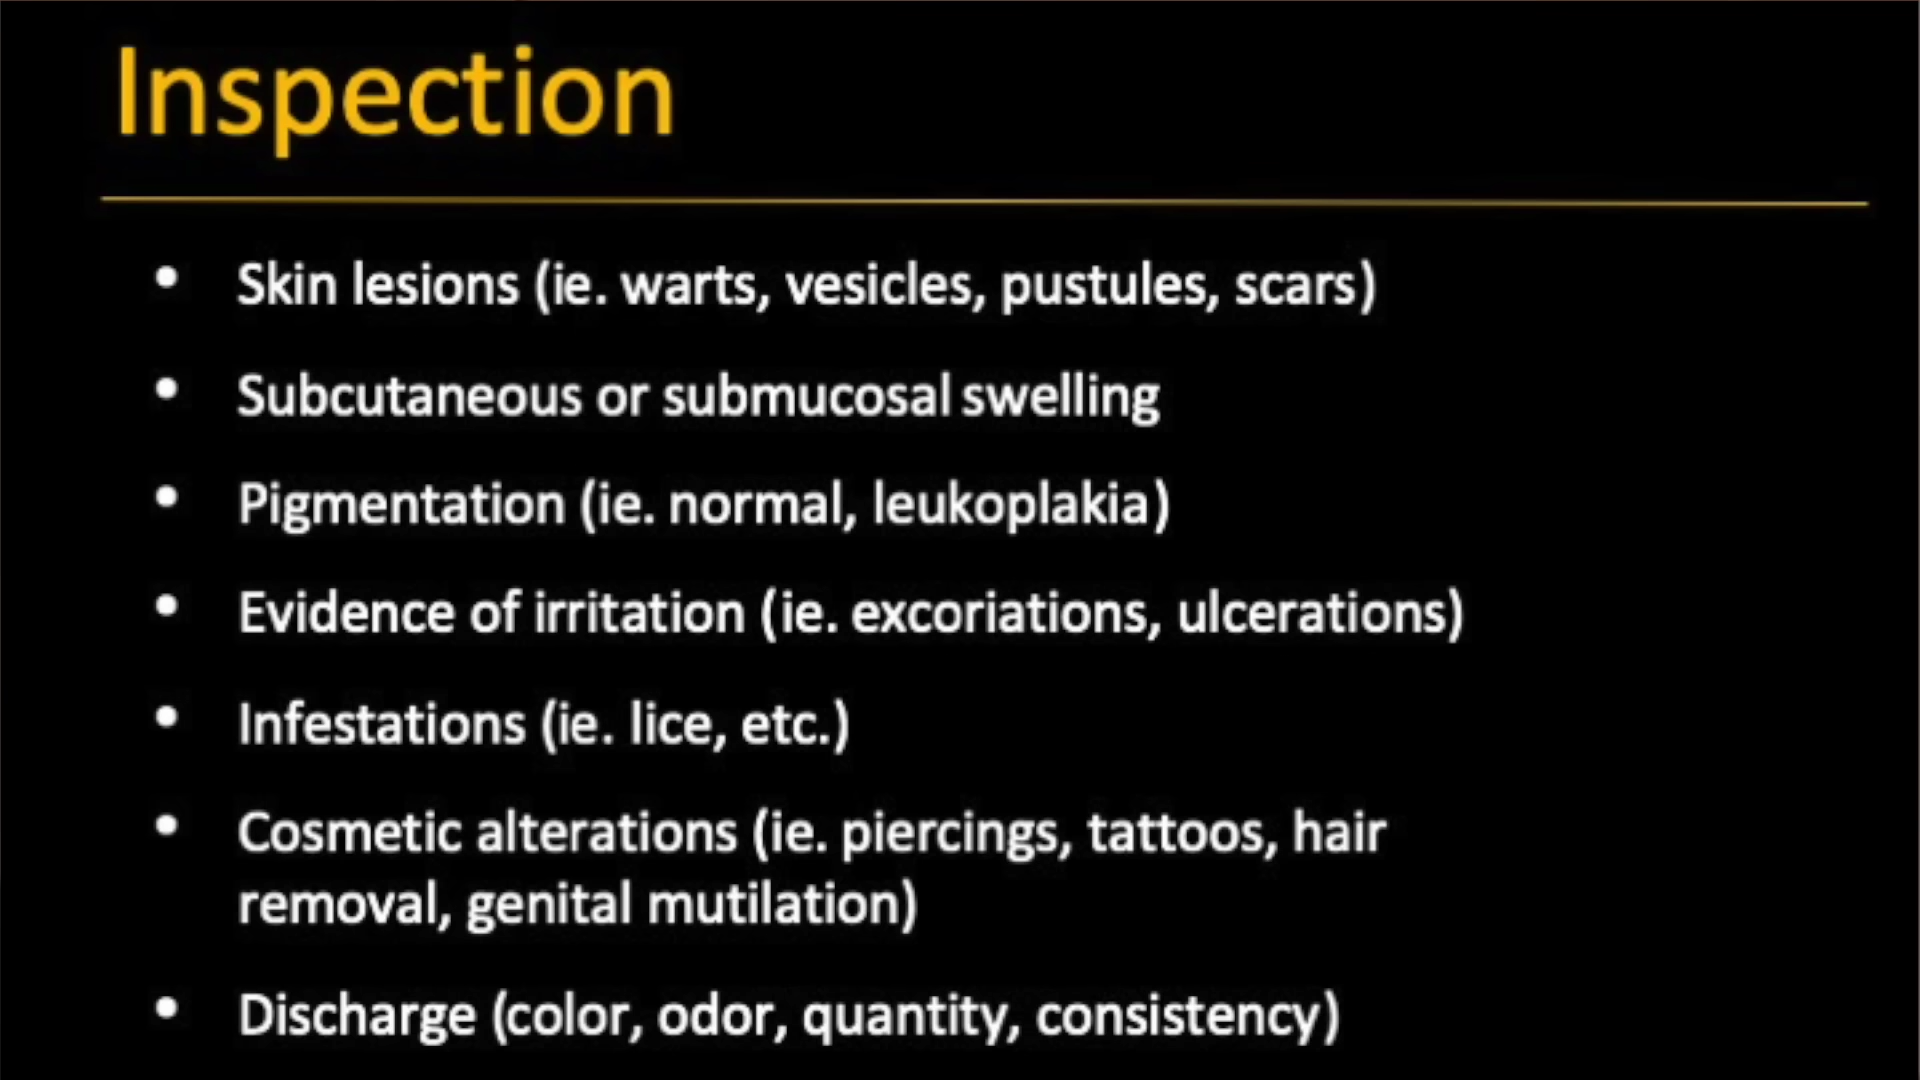 Inspection
• Skin lesions (ie. warts, vesicles, pustules, scars)
• Subcutaneous or submucosal swelling
• Pigmentation (ie. normal, leukoplakia)
• Evidence of irritation (ie. excoriations, ulcerations)
• Infestations (ie. lice, etc.)
• Cosmetic alterations (ie. piercings, tattoos, hair
removal, genital mutilation)
• Discharge (color, odor, quantity, consistency)